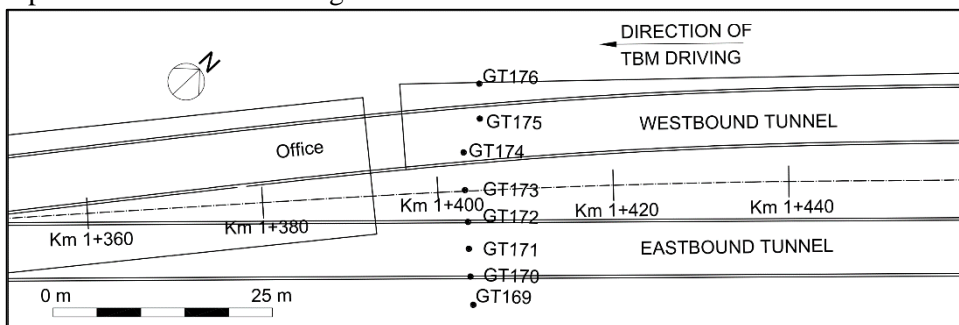 DIRECTION OF
TBM DRIVING
N
GT176
GT175
WESTBOUND TUNNEL
Office
GT174
GT173
Km 1+400
Km 1+420
Km 1+440
GT172
Km 1+360
Km 1+380
GT171
EASTBOUND TUNNEL
GT170
0 m
25 m
GT169